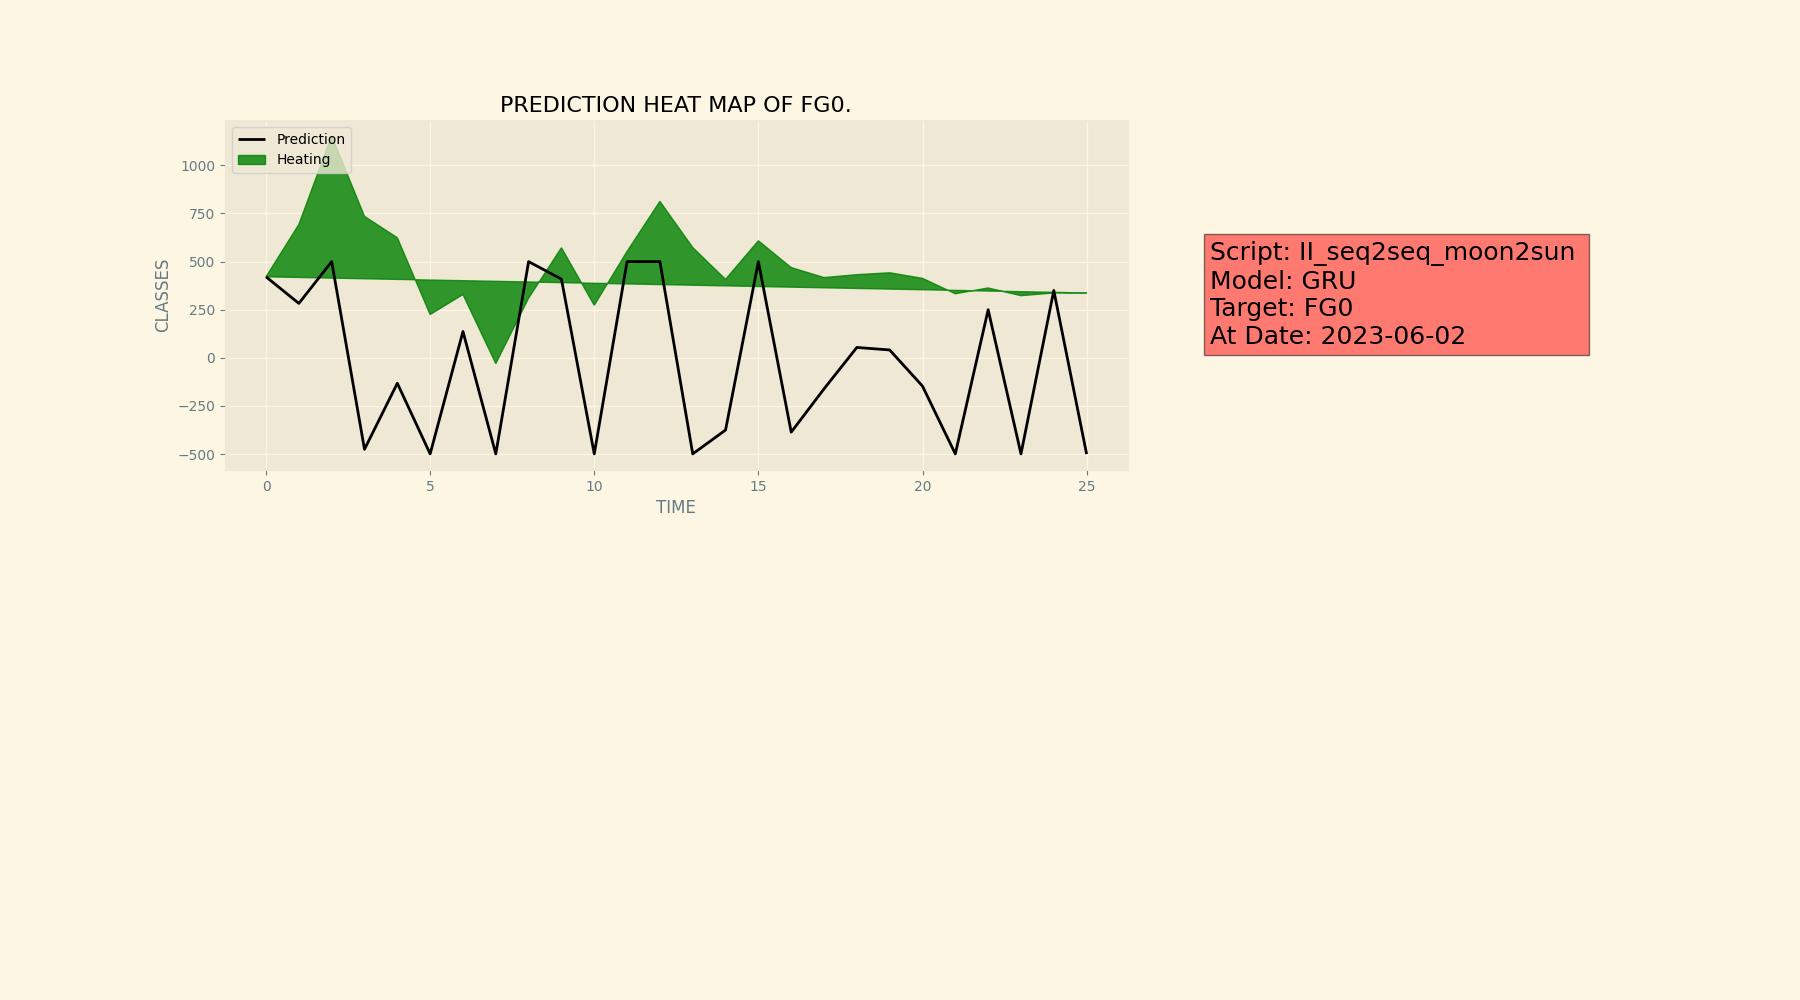 PREDICTION HEAT MAP OF FG0.
Prediction
Heating
1000
750
500
250
0
−250
−500
CLASSES
0 5 10 15 20 25
TIME
Script: II_seq2seq_moon2sun
Model: GRU
Target: FG0
At Date: 2023-06-02